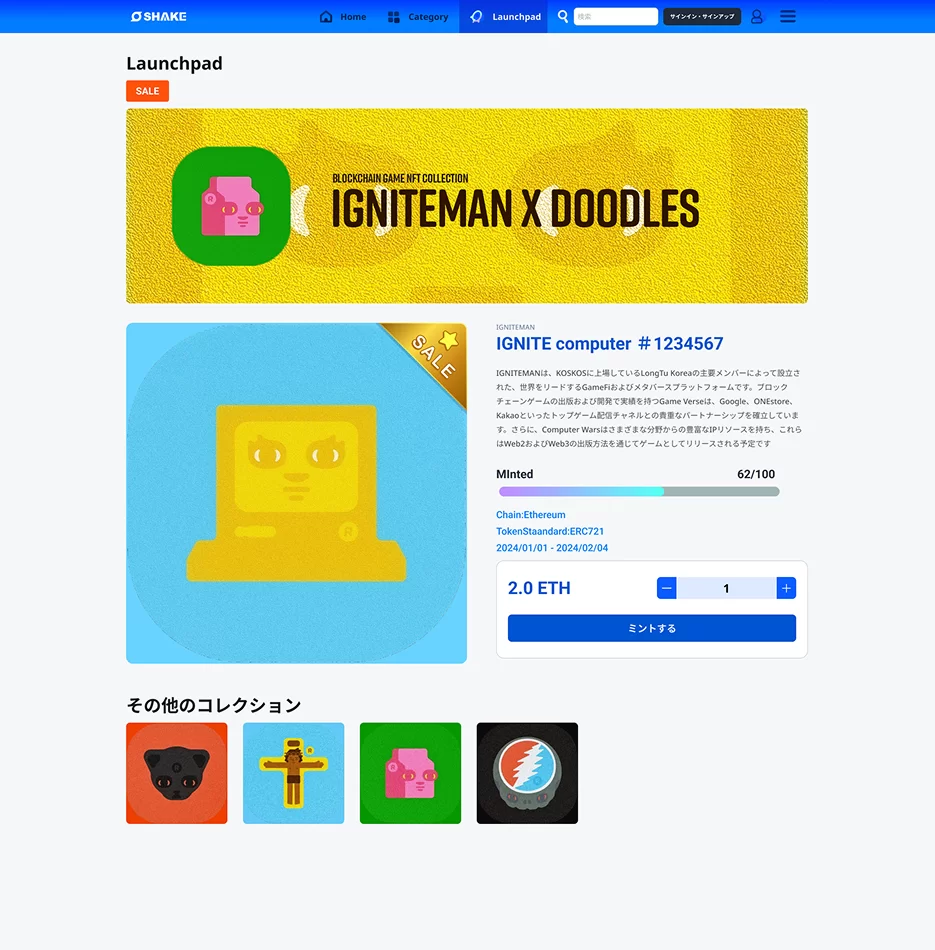 SHAKE
Home
Category
Launchpad
検索
サインイン・サインアップ
Launchpad
SALE
BLOCKCHAIN GAME NFT COLLECTION
IGNITEMAN X DOODLES
SALE
IGNITEMAN
IGNITE computer ＃1234567
IGNITEMANは、KOSKOSに上場しているLongTu Koreaの主要メンバーによって設立さ
れた、世界をリードするGameFiおよびメタバースプラットフォームです。ブロック
チェーンゲームの出版および開発で実績を持つGame Verseは、Google、ONEstore、
Kakaoといったトップゲーム配信チャネルとの貴重なパートナーシップを確立していま
す。さらに、Computer Warsはさまざまな分野からの豊富なIPリソースを持ち、これら
はWeb2およびWeb3の出版方法を通じてゲームとしてリリースされる予定です
MInted
62/100
Chain:Ethereum
TokenStaandard:ERC721
2024/01/01 - 2024/02/04
2.0 ETH
1
ミントする
その他のコレクション